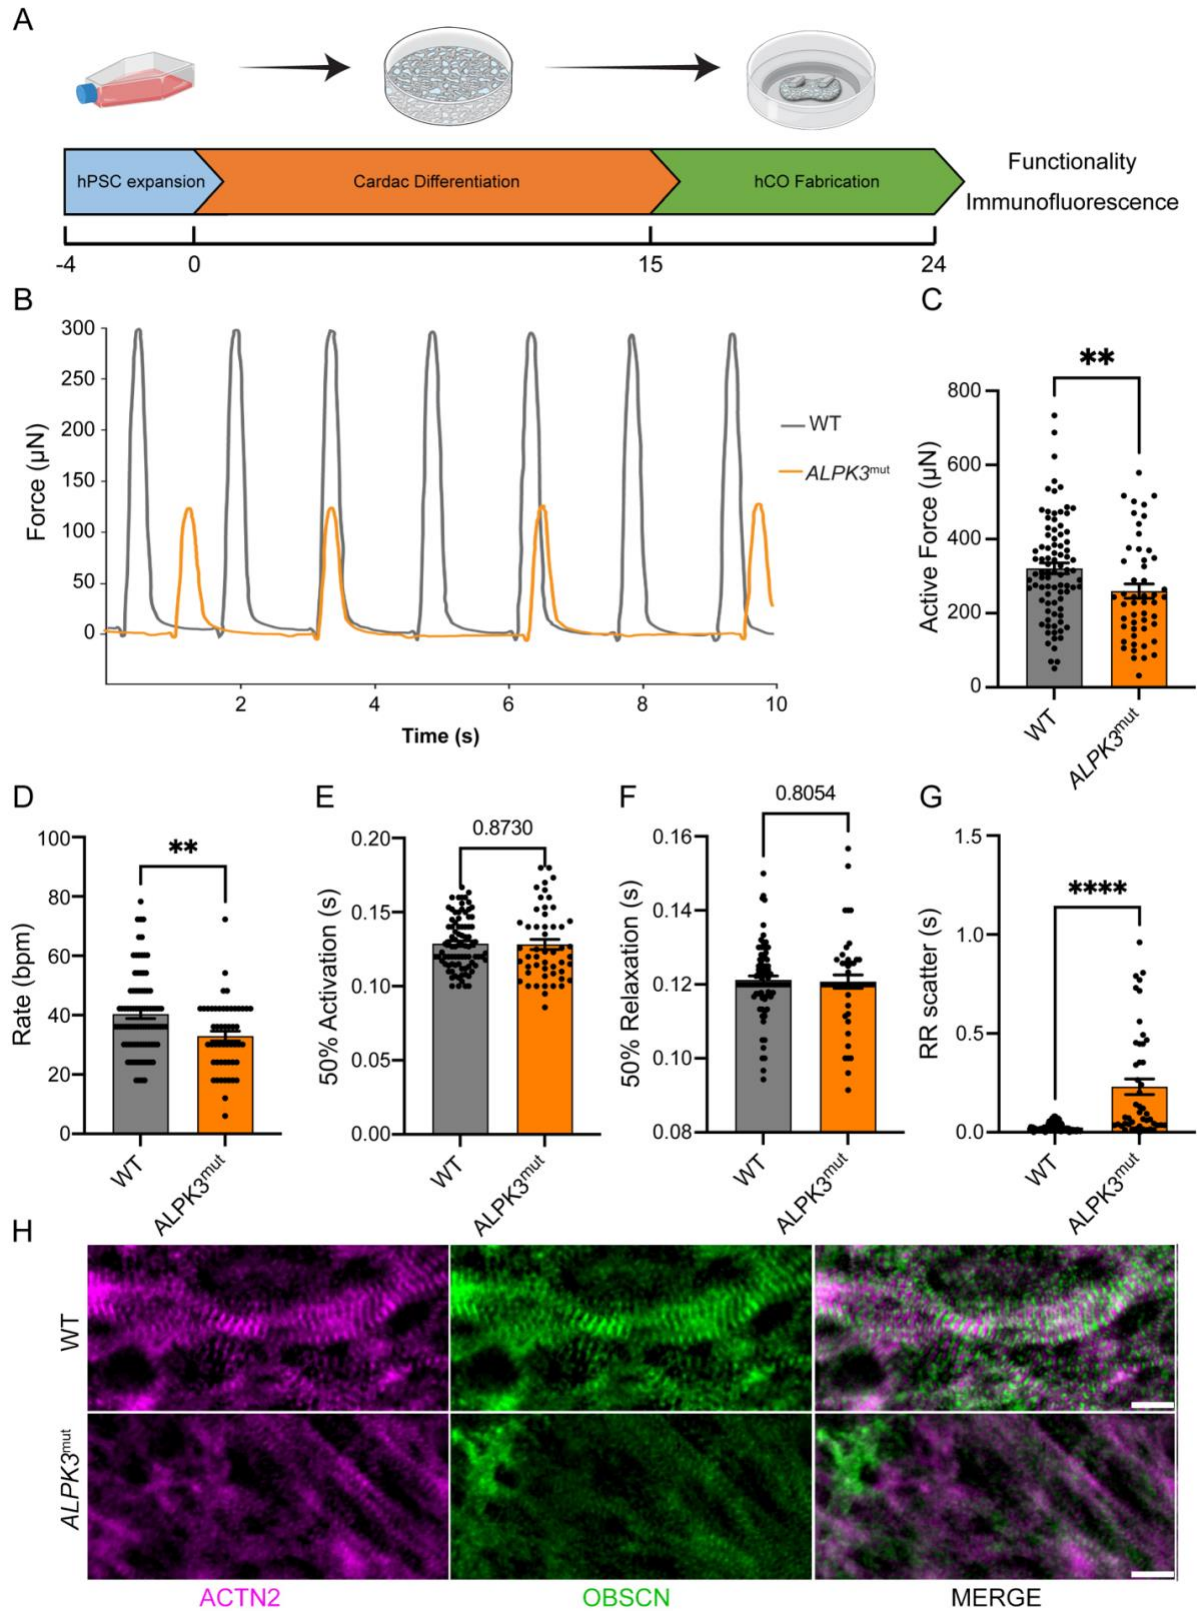 A
hPSC expansion
Cardac Differentiation
hCO Fabrication
Functionality
Immunofluorescence
-4
0
15
24
B
Force (µN)
300
250
200
150
100
50
0
2
4
6
8
10
Time (s)
WT
ALPK3mut
C
**
Active Force (µN)
800
600
400
200
0
WT
ALPK3mut
D
**
Rate (bpm)
100
80
60
40
20
0
WT
ALPK3mut
E
0.8730
50% Activation (s)
0.20
0.15
0.10
0.05
0.00
WT
ALPK3mut
F
0.8054
50% Relaxation (s)
0.16
0.14
0.12
0.10
0.08
WT
ALPK3mut
G
****
RR scatter (s)
1.5
1.0
0.5
0.0
WT
ALPK3mut
H
WT
ALPK3mut
ACTN2
OBSCN
MERGE